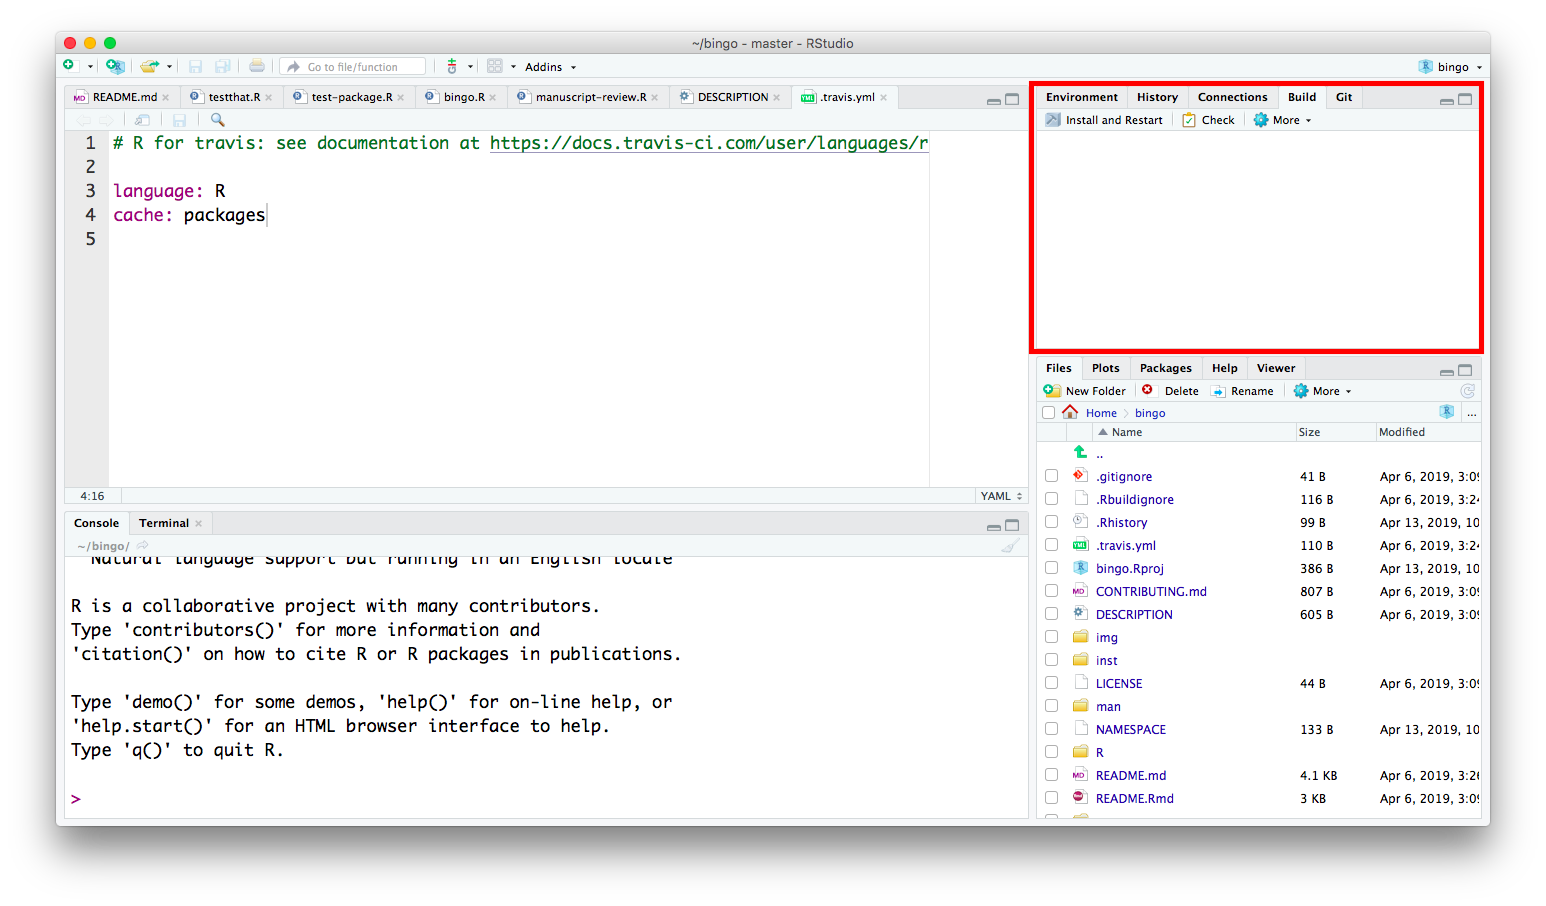 ~/bingo - master - RStudio
Go to file/function
Addins
bingo
README.md
testthat.R
test-package.R
bingo.R
manuscript-review.R
DESCRIPTION
.travis.yml
1 # R for travis: see documentation at https://docs.travis-ci.com/user/languages/r
2
3 language: R
4 cache: packages
5
4:16
YAML
Console
Terminal
~/bingo/
Natural language support but running in an English locale
R is a collaborative project with many contributors.
Type 'contributors()' for more information and
'citation()' on how to cite R or R packages in publications.
Type 'demo()' for some demos, 'help()' for on-line help, or
'help.start()' for an HTML browser interface to help.
Type 'q()' to quit R.
>
Environment
History
Connections
Build
Git
Install and Restart
Check
More
Files
Plots
Packages
Help
Viewer
New Folder
Delete
Rename
More
Home
bingo
...
Name Size Modified
..
.gitignore 41 B Apr 6, 2019, 3:09
.Rbuildignore 116 B Apr 6, 2019, 3:24
.Rhistory 99 B Apr 13, 2019, 10
.travis.yml 110 B Apr 6, 2019, 3:24
bingo.Rproj 386 B Apr 13, 2019, 10
CONTRIBUTING.md 807 B Apr 6, 2019, 3:09
DESCRIPTION 605 B Apr 6, 2019, 3:09
img
inst
LICENSE 44 B Apr 6, 2019, 3:09
man
NAMESPACE 133 B Apr 13, 2019, 10
R
README.md 4.1 KB Apr 6, 2019, 3:26
README.Rmd 3 KB Apr 6, 2019, 3:09